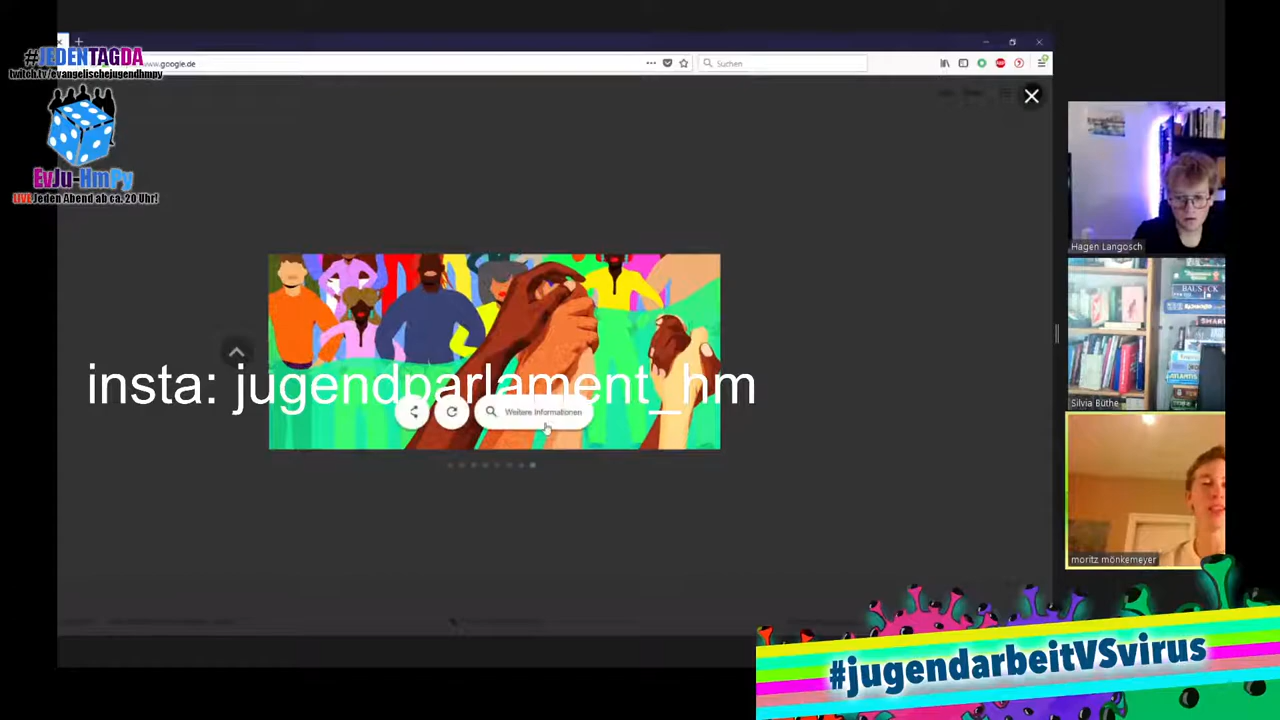 #JEDENTAGDA
twitch.tv/evangelischejugendhmpy
EvJu-HmPy
LIVE Jeden Abend ab ca. 20 Uhr!
www.google.de
Suchen
Hagen Langosch
Silvia Büthe
moritz mönkemeyer
insta: jugendparlament_hm
Weitere Informationen
#jugendarbeitVSvirus